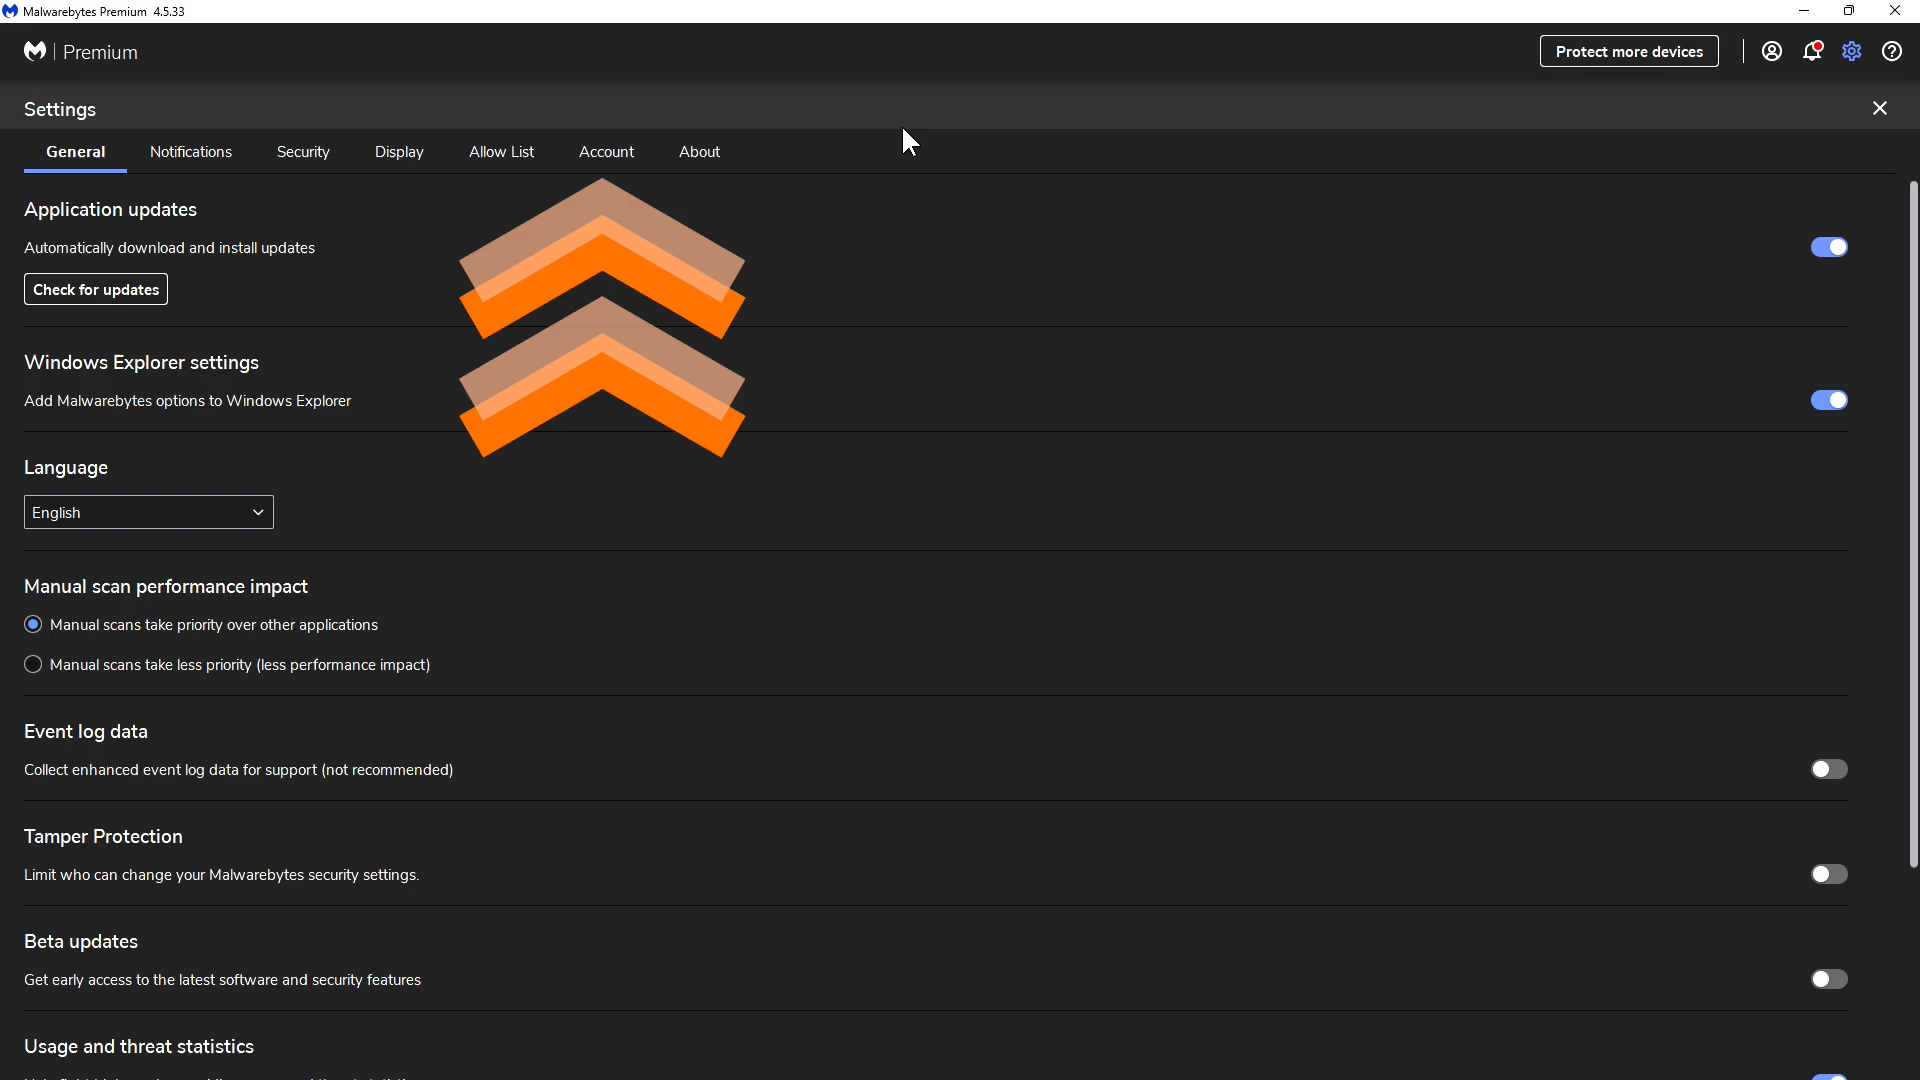 Malwarebytes Premium 4.5.33
Premium
Protect more devices
Settings
General Notifications Security Display Allow List Account About
Application updates
Automatically download and install updates
Check for updates
Windows Explorer settings
Add Malwarebytes options to Windows Explorer
Language
English
Manual scan performance impact
Manual scans take priority over other applications
Manual scans take less priority (less performance impact)
Event log data
Collect enhanced event log data for support (not recommended)
Tamper Protection
Limit who can change your Malwarebytes security settings.
Beta updates
Get early access to the latest software and security features
Usage and threat statistics